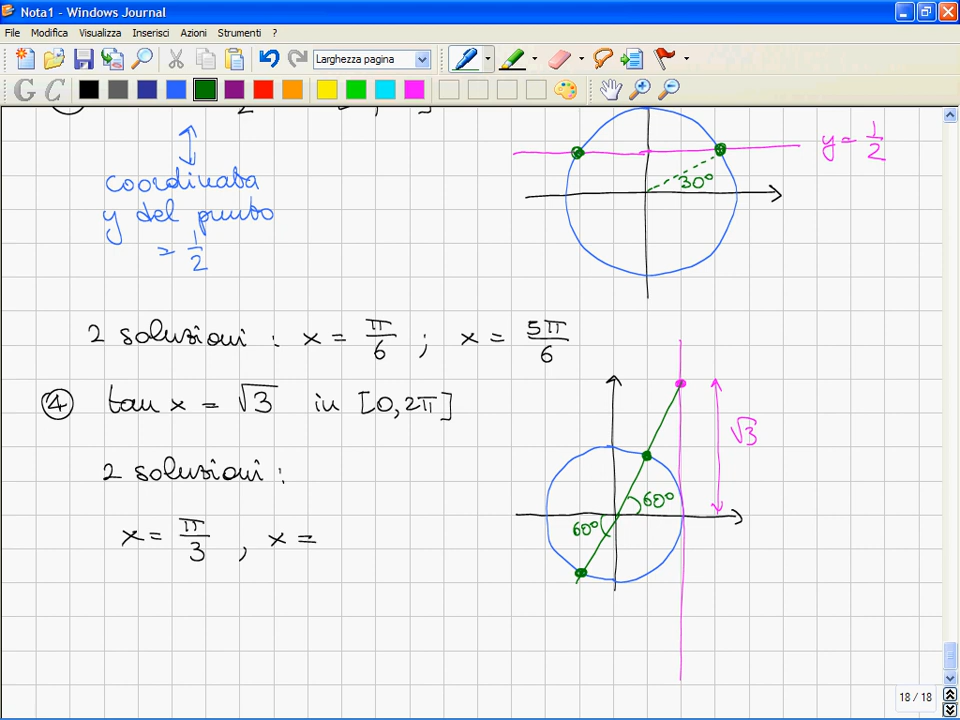 Nota1 - Windows Journal
File Modifica Visualizza Inserisci Azioni Strumenti ?
Larghezza pagina
y = 1/2
30°
coordinata
y del punto
= 1/2
2 soluzioni : x = π/6 ; x = 5π/6
④ tan x = √3 in [0,2π]
√3
2 soluzioni :
60°
60°
x = π/3 , x =
18 / 18